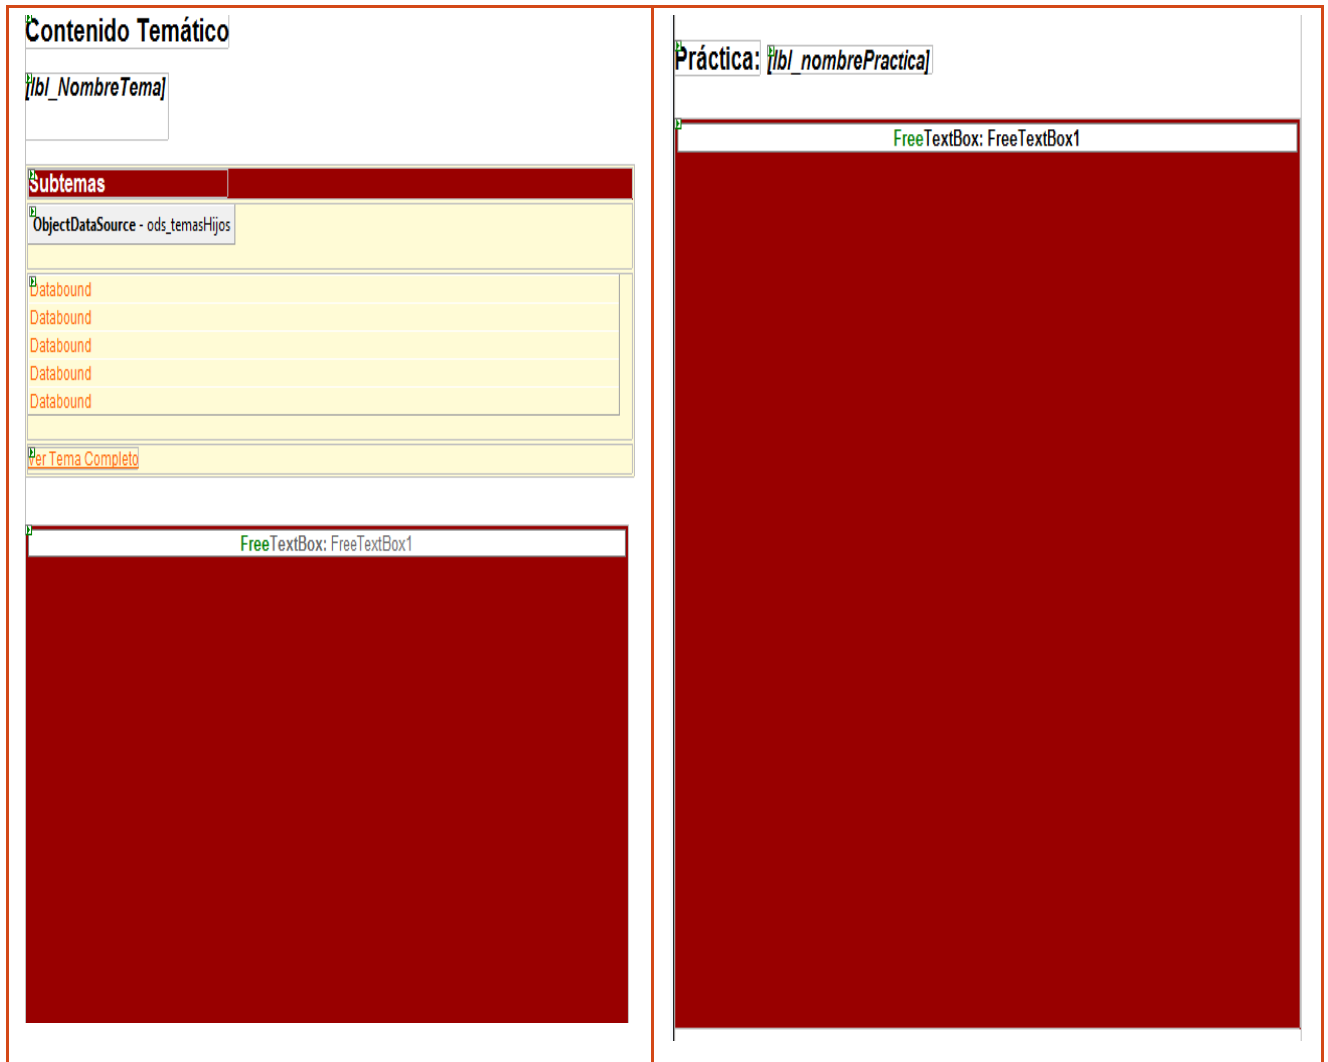 Contenido Temático
[lbl_NombreTema]
Subtemas
ObjectDataSource - ods_temasHijos
Databound
Databound
Databound
Databound
Databound
Ver Tema Completo
FreeTextBox: FreeTextBox1
Práctica: [lbl_nombrePractica]
FreeTextBox: FreeTextBox1